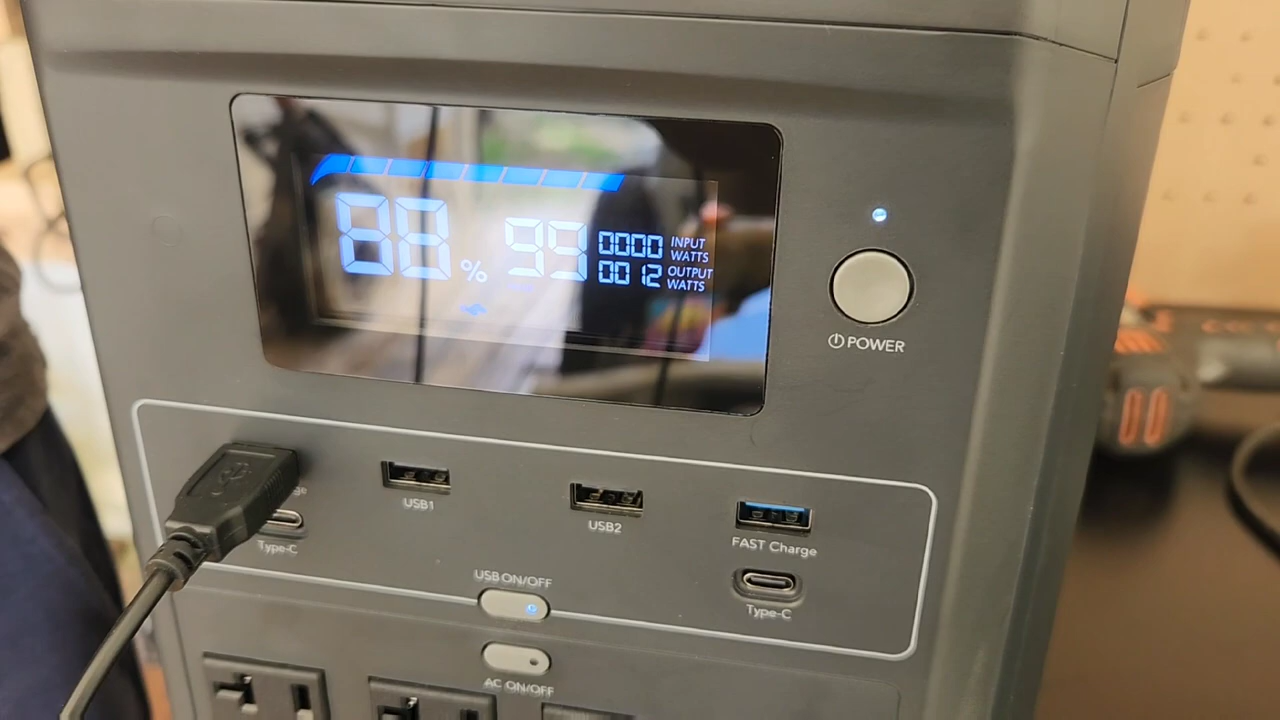 88% 99 0000 INPUT WATTS
0012 OUTPUT WATTS
POWER
USB1
USB2
FAST Charge
Type-C
Type-C
USB ON/OFF
AC ON/OFF